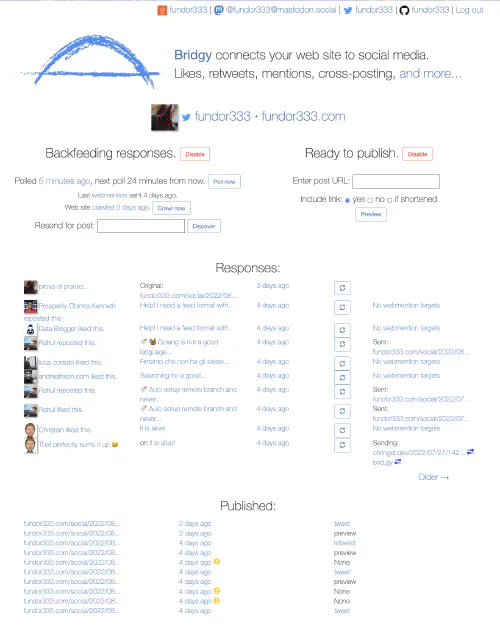 fundor333 | @fundor333@mastodon.social | fundor333 | fundor333 | Log out
Bridgy connects your web site to social media.
Likes, retweets, mentions, cross-posting, and more...
fundor333 · fundor333.com
Backfeeding responses. Disable
Polled 5 minutes ago, next poll 24 minutes from now. Poll now
Last webmention sent 4 days ago.
Web site crawled 3 days ago. Crawl now
Resend for post: Discover
Ready to publish. Disable
Enter post URL:
Include link: yes no if shortened
Preview
Responses:
prova di pranzo... Original: 3 days ago
fundor333.com/social/2022/08...
Prosperity Obanna Kenneth Help! I need a feed format with.. 4 days ago No webmention targets
reposted this.
Data Blogger liked this. Help! I need a feed format with.. 4 days ago No webmention targets
Rahul reposted this. Golang is not a good 4 days ago Sent:
language... fundor333.com/social/2022/08...
luca corsato liked this. 4 days ago No webmention targets
andreathison.com liked this. Searching for a good... 4 days ago No webmention targets
Rahul reposted this. Auto setup remote branch and 4 days ago Sent:
never.. fundor333.com/social/2022/07...
Rahul liked this. Auto setup remote branch and 4 days ago Sent:
never... fundor333.com/social/2022/07...
Christian liked this. It is alive! 4 days ago No webmention targets
That perfectly sums it up 😄 on it is alive! 4 days ago Sending:
chringel.dev/2022/07/27/142...
brid.gy
Older →
Published:
fundor333.com/social/2022/08... 3 days ago tweet
fundor333.com/social/2022/08... 3 days ago preview
fundor333.com/social/2022/08... 4 days ago retweet
fundor333.com/social/2022/08... 4 days ago preview
fundor333.com/social/2022/08... 4 days ago None
fundor333.com/social/2022/08... 4 days ago tweet
fundor333.com/social/2022/08... 4 days ago preview
fundor333.com/social/2022/08... 4 days ago None
fundor333.com/social/2022/08... 4 days ago None
fundor333.com/social/2022/08... 4 days ago tweet